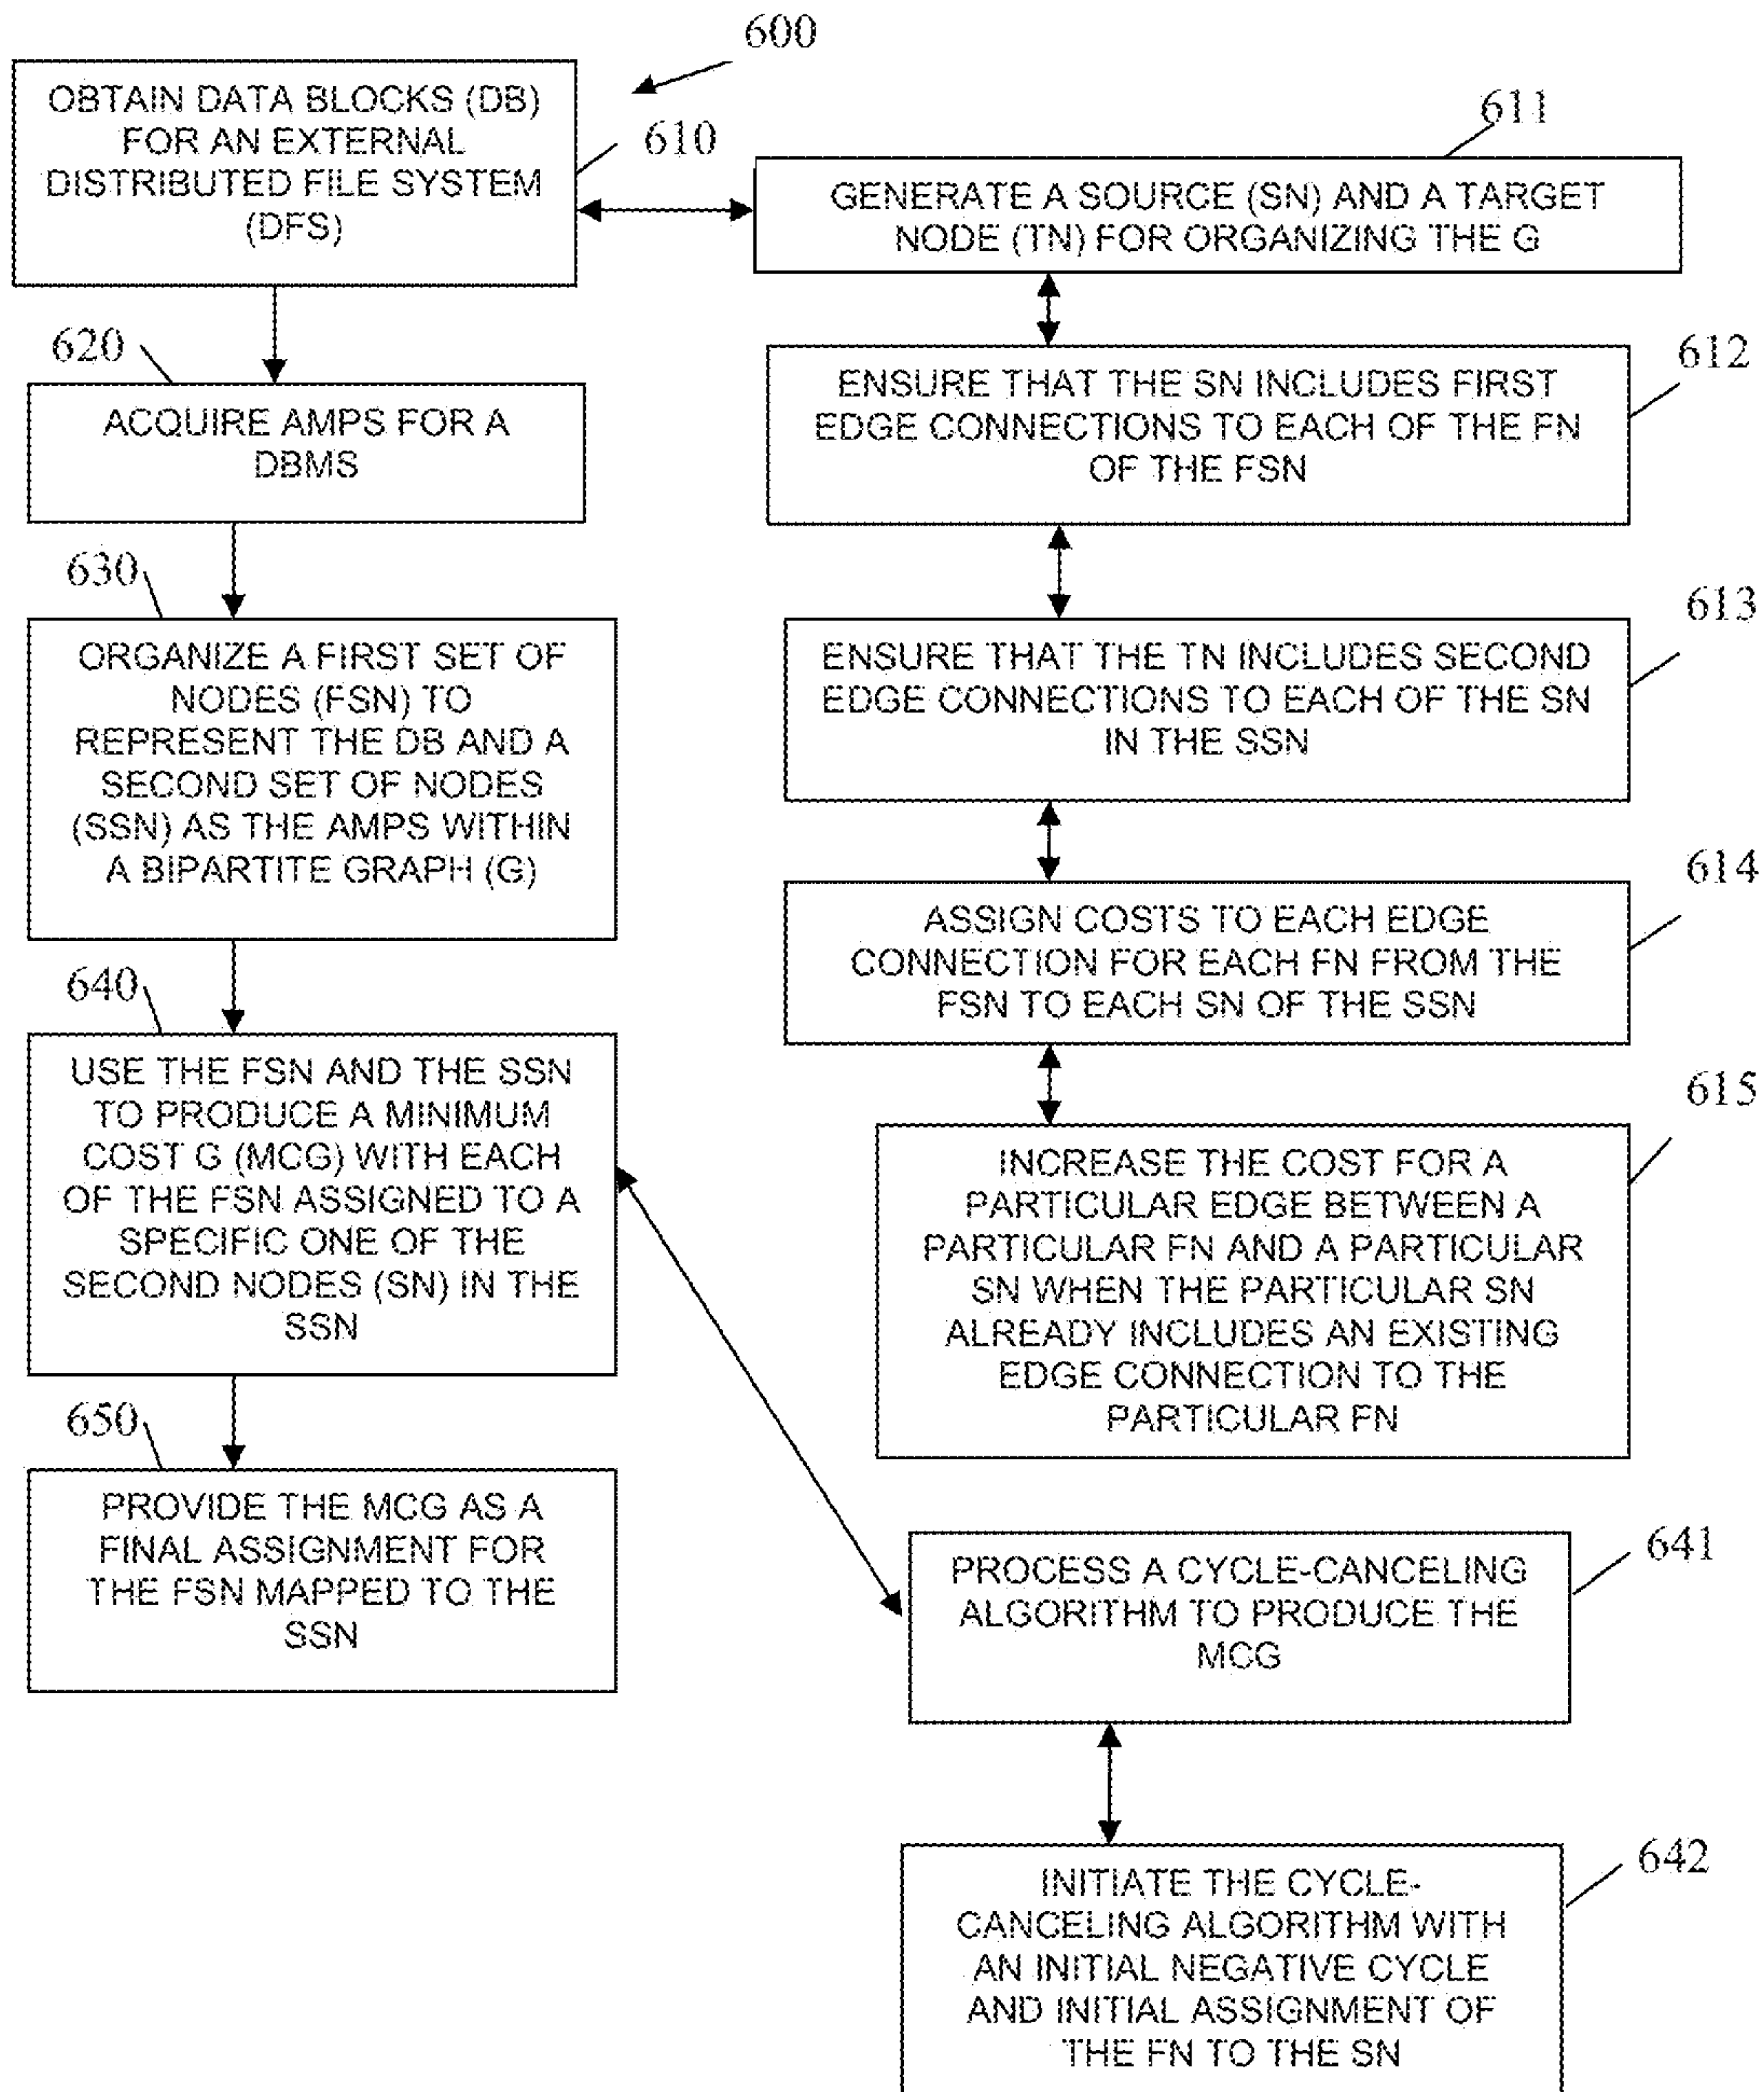 600
OBTAIN DATA BLOCKS (DB)
FOR AN EXTERNAL
DISTRIBUTED FILE SYSTEM
(DFS)
610
620
ACQUIRE AMPS FOR A
DBMS
630
ORGANIZE A FIRST SET OF
NODES (FSN) TO
REPRESENT THE DB AND A
SECOND SET OF NODES
(SSN) AS THE AMPS WITHIN
A BIPARTITE GRAPH (G)
640
USE THE FSN AND THE SSN
TO PRODUCE A MINIMUM
COST G (MCG) WITH EACH
OF THE FSN ASSIGNED TO A
SPECIFIC ONE OF THE
SECOND NODES (SN) IN THE
SSN
650
PROVIDE THE MCG AS A
FINAL ASSIGNMENT FOR
THE FSN MAPPED TO THE
SSN
611
GENERATE A SOURCE (SN) AND A TARGET
NODE (TN) FOR ORGANIZING THE G
612
ENSURE THAT THE SN INCLUDES FIRST
EDGE CONNECTIONS TO EACH OF THE FN
OF THE FSN
613
ENSURE THAT THE TN INCLUDES SECOND
EDGE CONNECTIONS TO EACH OF THE SN
IN THE SSN
614
ASSIGN COSTS TO EACH EDGE
CONNECTION FOR EACH FN FROM THE
FSN TO EACH SN OF THE SSN
615
INCREASE THE COST FOR A
PARTICULAR EDGE BETWEEN A
PARTICULAR FN AND A PARTICULAR
SN WHEN THE PARTICULAR SN
ALREADY INCLUDES AN EXISTING
EDGE CONNECTION TO THE
PARTICULAR FN
641
PROCESS A CYCLE-CANCELING
ALGORITHM TO PRODUCE THE
MCG
642
INITIATE THE CYCLE-
CANCELING ALGORITHM WITH
AN INITIAL NEGATIVE CYCLE
AND INITIAL ASSIGNMENT OF
THE FN TO THE SN